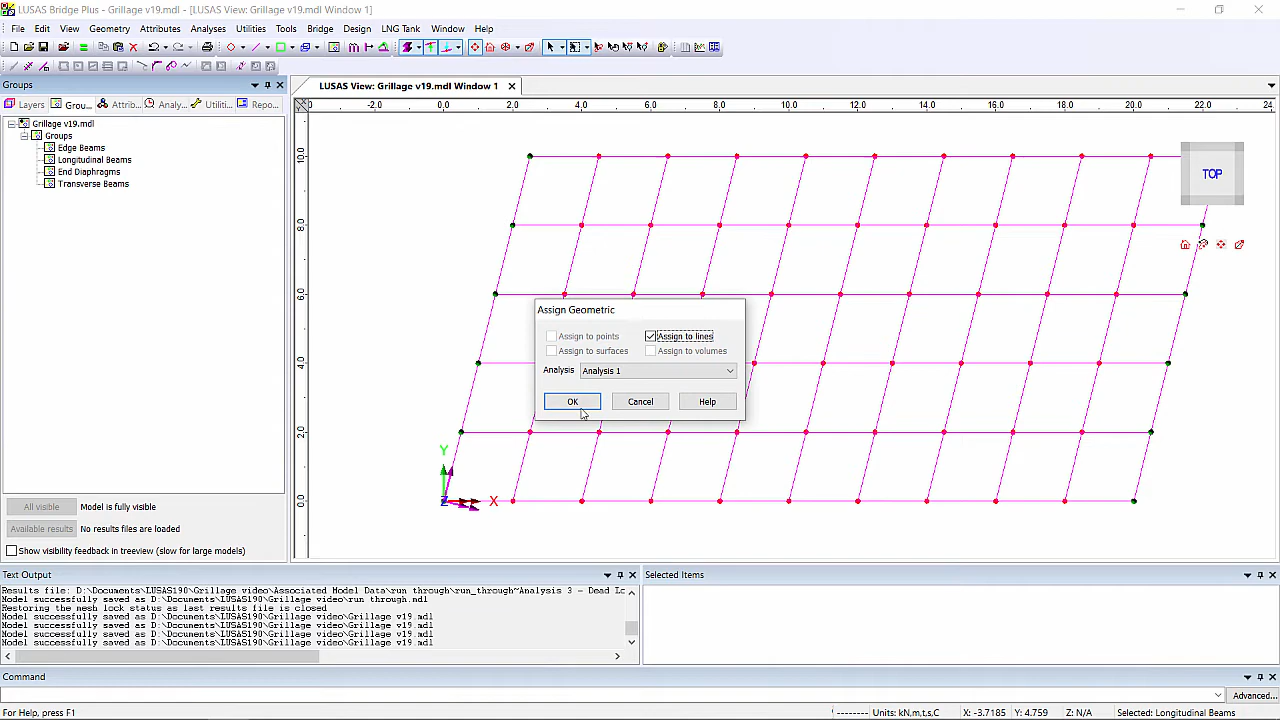 LUSAS Bridge Plus - Grillage v19.mdl - [LUSAS View: Grillage v19.mdl Window 1]
File Edit View Geometry Attributes Analyses Utilities Tools Bridge Design LNG Tank Window Help
Groups
LUSAS View: Grillage v19.mdl Window 1
Layers Grou... Attrib... Analy... Utiliti... Repo...
0 -2.0 0.0 2.0 4.0 6.0 8.0 10.0 12.0 14.0 16.0 18.0 20.0 22.0 24
Grillage v19.mdl
Groups
Edge Beams
Longitudinal Beams
End Diaphragms
Transverse Beams
10.0
8.0
6.0
4.0
2.0
0.0
TOP
Y
Z
X
Assign Geometric
Assign to points Assign to lines
Assign to surfaces Assign to volumes
Analysis Analysis 1
OK Cancel Help
All visible Model is fully visible
Available results No results files are loaded
Show visibility feedback in treeview (slow for large models)
Text Output
Results file: D:\Documents\LUSAS190\Grillage video\Associated Model Data\run through\run_through~Analysis 3 - Dead Lo
Model successfully saved as D:\Documents\LUSAS190\Grillage video\run through.mdl
Restoring the mesh lock status as last results file is closed
Model successfully saved as D:\Documents\LUSAS190\Grillage video\Grillage v19.mdl
Model successfully saved as D:\Documents\LUSAS190\Grillage video\Grillage v19.mdl
Model successfully saved as D:\Documents\LUSAS190\Grillage video\Grillage v19.mdl
Model successfully saved as D:\Documents\LUSAS190\Grillage video\Grillage v19.mdl
Selected Items
Command
Advanced...
For Help, press F1
Units: kN,m,t,s,C X: -3.7185 Y: 4.759 Z: N/A Selected: Longitudinal Beams